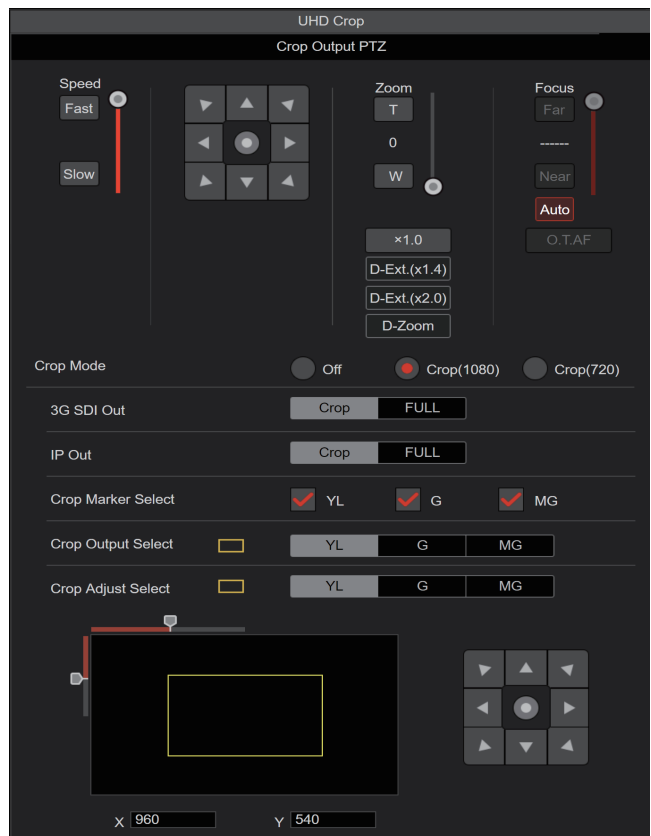 UHD Crop
Crop Output PTZ
Speed
Fast
Slow
Zoom
T
0
W
×1.0
D-Ext.(x1.4)
D-Ext.(x2.0)
D-Zoom
Focus
Far
------
Near
Auto
O.T.AF
Crop Mode Off Crop(1080) Crop(720)
3G SDI Out Crop FULL
IP Out Crop FULL
Crop Marker Select YL G MG
Crop Output Select YL G MG
Crop Adjust Select YL G MG
X 960 Y 540